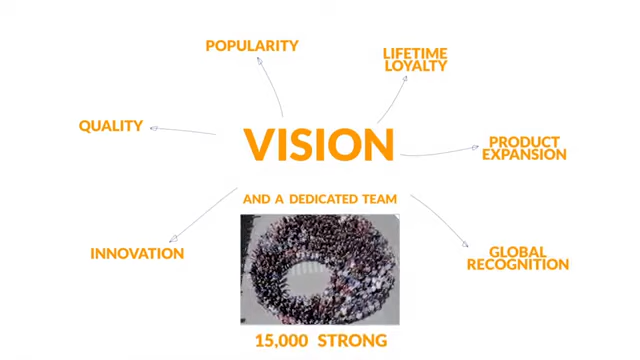 POPULARITY
LIFETIME
LOYALTY
QUALITY
VISION
PRODUCT
EXPANSION
AND A DEDICATED TEAM
INNOVATION
GLOBAL
RECOGNITION
15,000 STRONG